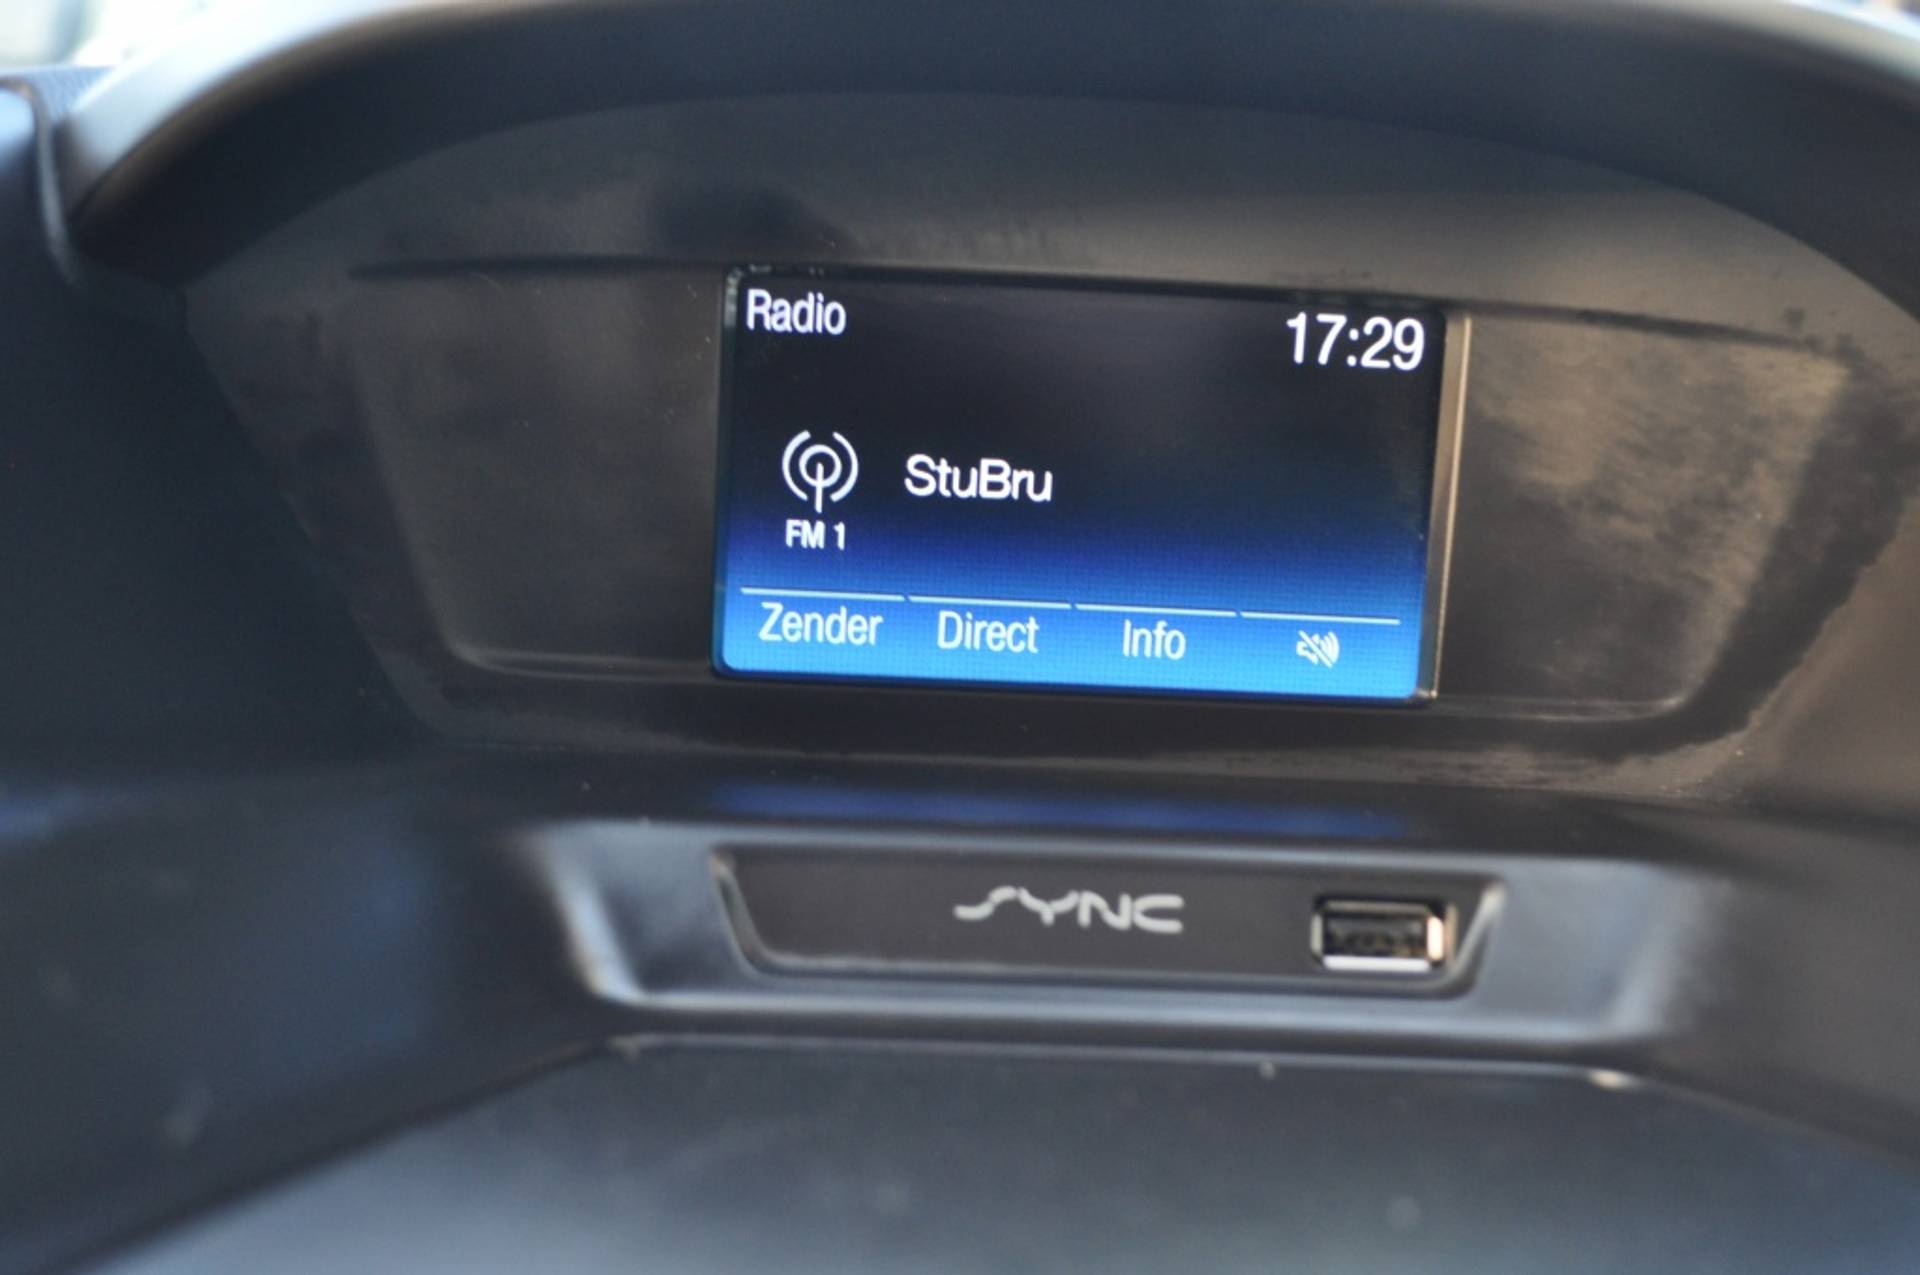 Radio
17:29
StuBru
FM 1
Zender Direct Info
SYNC